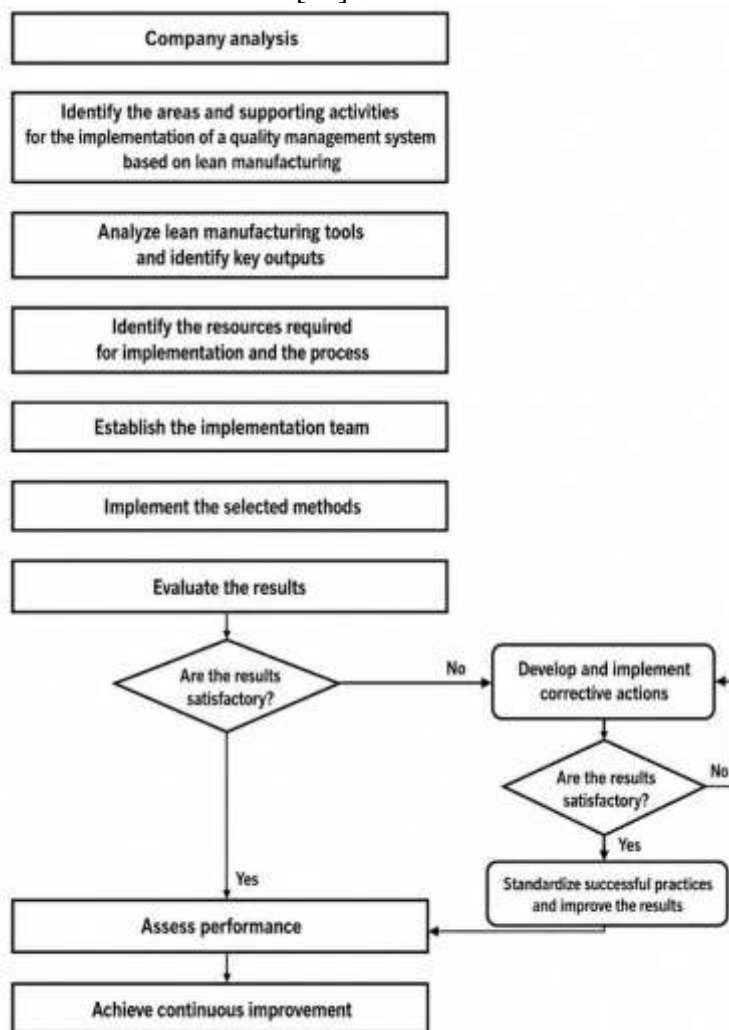 Company analysis
Identify the areas and supporting activities
for the implementation of a quality management system
based on lean manufacturing
Analyze lean manufacturing tools
and identify key outputs
Identify the resources required
for implementation and the process
Establish the implementation team
Implement the selected methods
Evaluate the results
Are the results
satisfactory?
No
Develop and implement
corrective actions
Are the results
satisfactory?
No
Yes
Standardize successful practices
and improve the results
Yes
Assess performance
Achieve continuous improvement